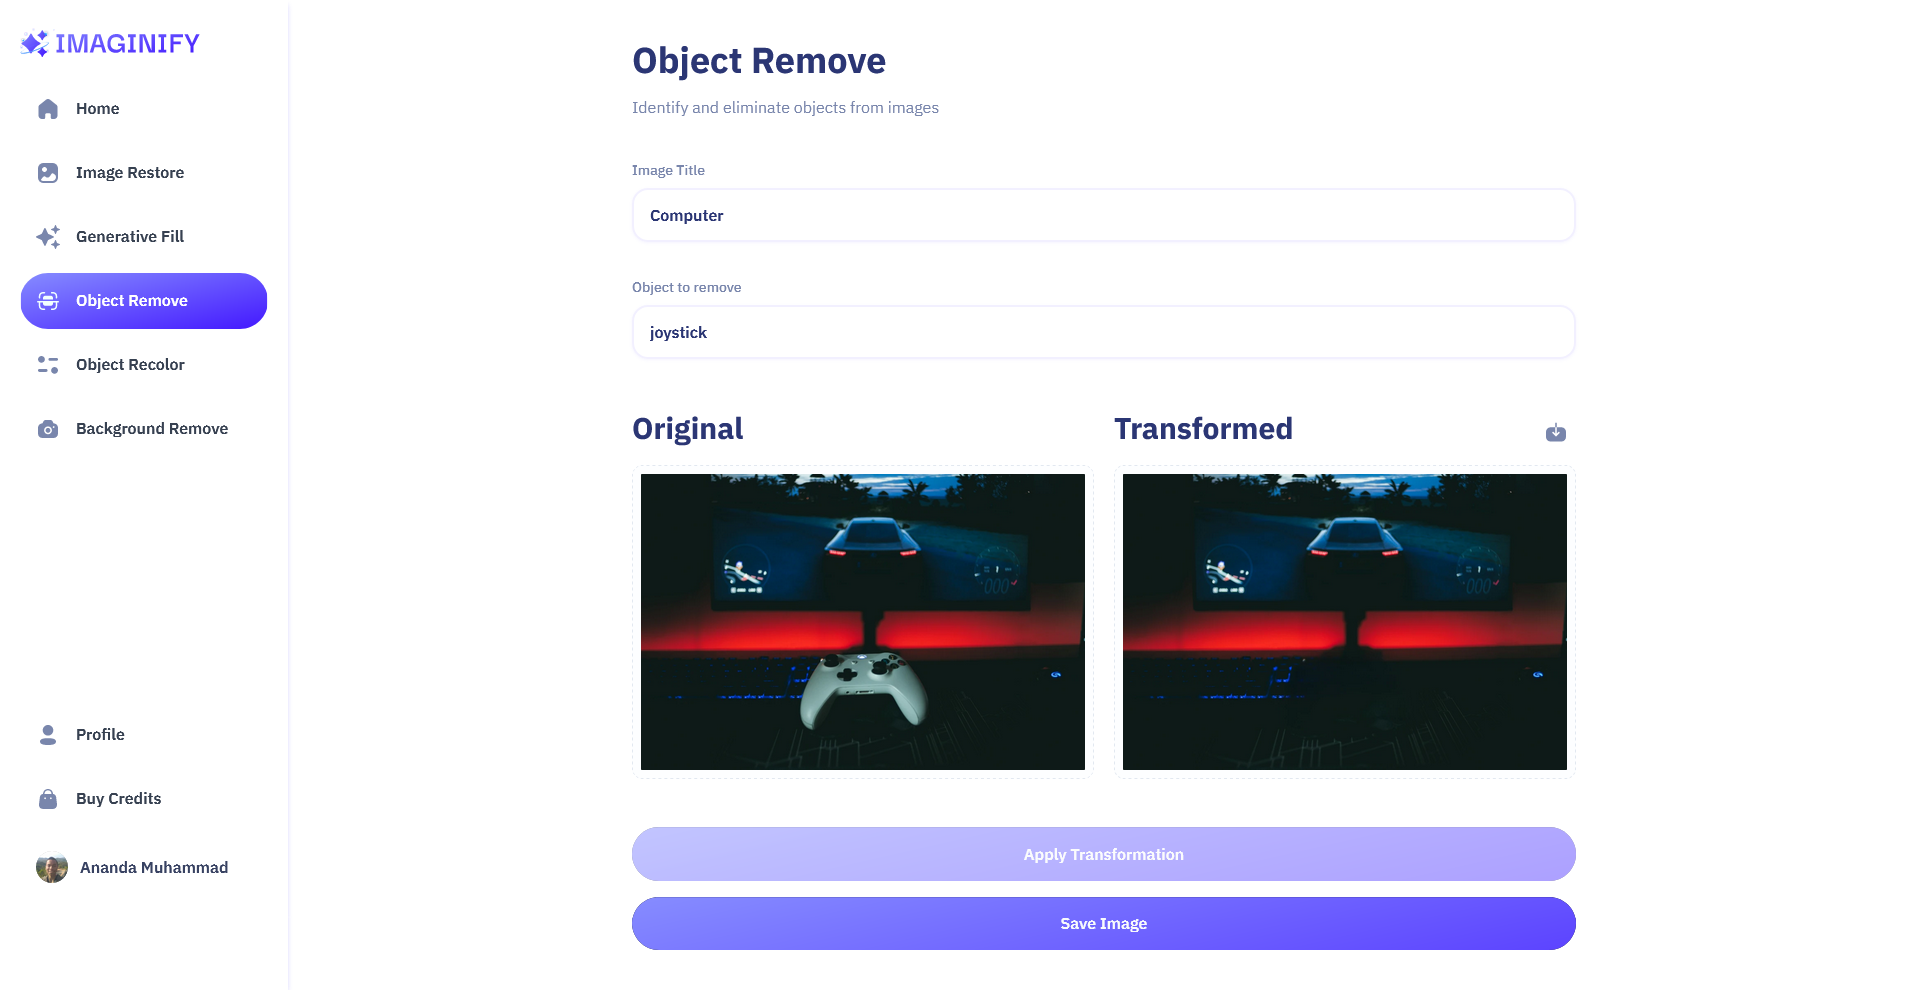 IMAGINIFY
Home
Image Restore
Generative Fill
Object Remove
Object Recolor
Background Remove
Profile
Buy Credits
Ananda Muhammad
Object Remove
Identify and eliminate objects from images
Image Title
Computer
Object to remove
joystick
Original
Transformed
Apply Transformation
Save Image